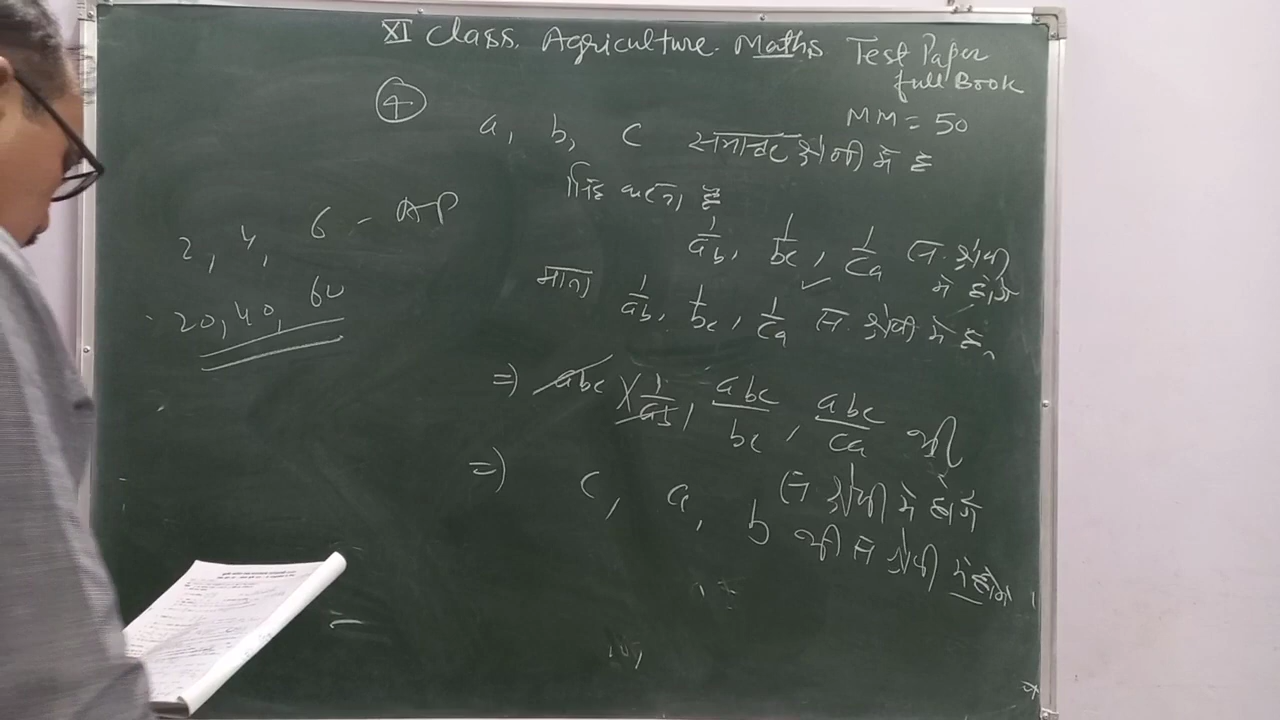 XI Class. Agriculture. Maths Test Paper
full Book
MM = 50
4
a, b, c समान्तर श्रेणी में है
सिद्ध करना है
1/ab, 1/bc, 1/ca स. श्रेणी
में होंगे
माना 1/ab, 1/bc, 1/ca स. श्रेणी में है,
2, 4, 6 - AP
20, 40, 60
=) abc X 1/ab, abc/bc, abc/ca भी
स श्रेणी में होंगे
=) c, a, b भी स श्रेणी में होंगे